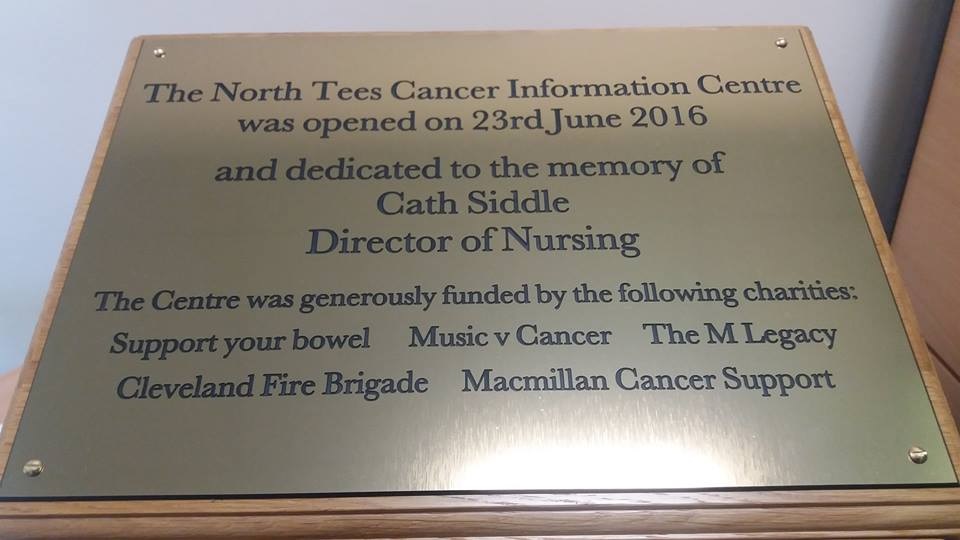 The North Tees Cancer Information Centre
was opened on 23rd June 2016
and dedicated to the memory of
Cath Siddle
Director of Nursing
The Centre was generously funded by the following charities:
Support your bowel Music v Cancer The M Legacy
Cleveland Fire Brigade Macmillan Cancer Support